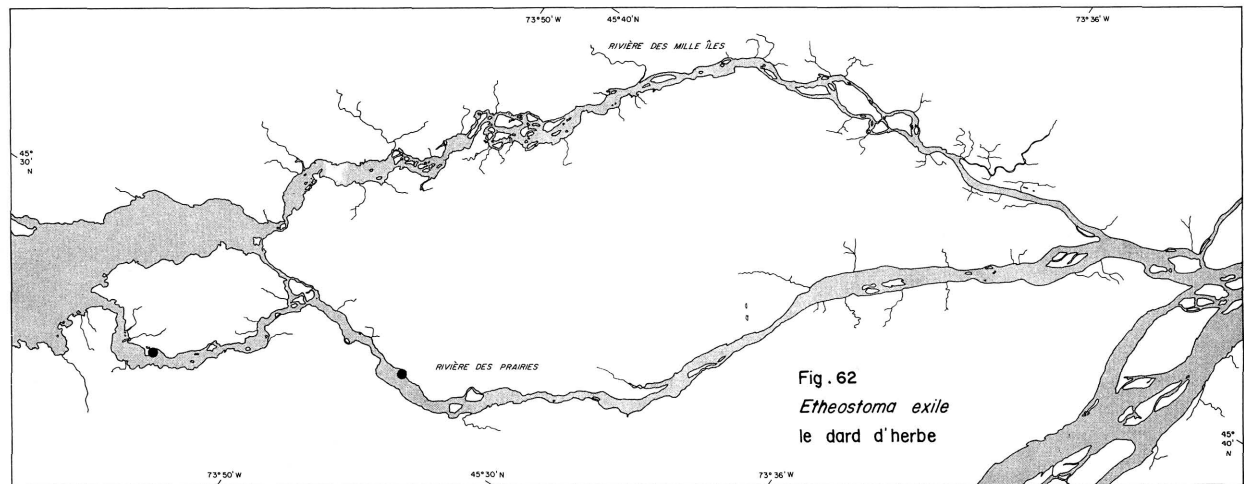 73°50' W
45°40'
73°36' W
RIVIÈRE DES MILLE ÎLES
45°
30'
N
RIVIÈRE DES PRAIRIES
Fig. 62
Etheostoma exile
le dard d'herbe
45°
40'
N
73°50' W
45°30' N
73°36' W